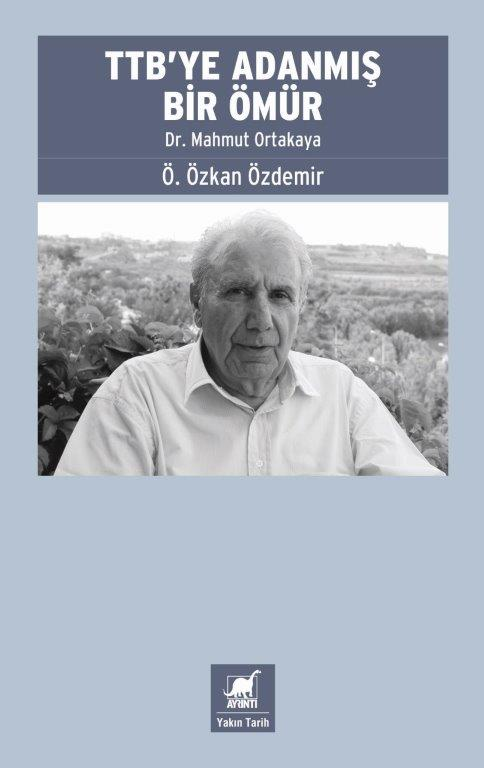 TTB'YE ADANMIŞ
BİR ÖMÜR
Dr. Mahmut Ortakaya
Ö. Özkan Özdemir
AYRINTI
Yakın Tarih